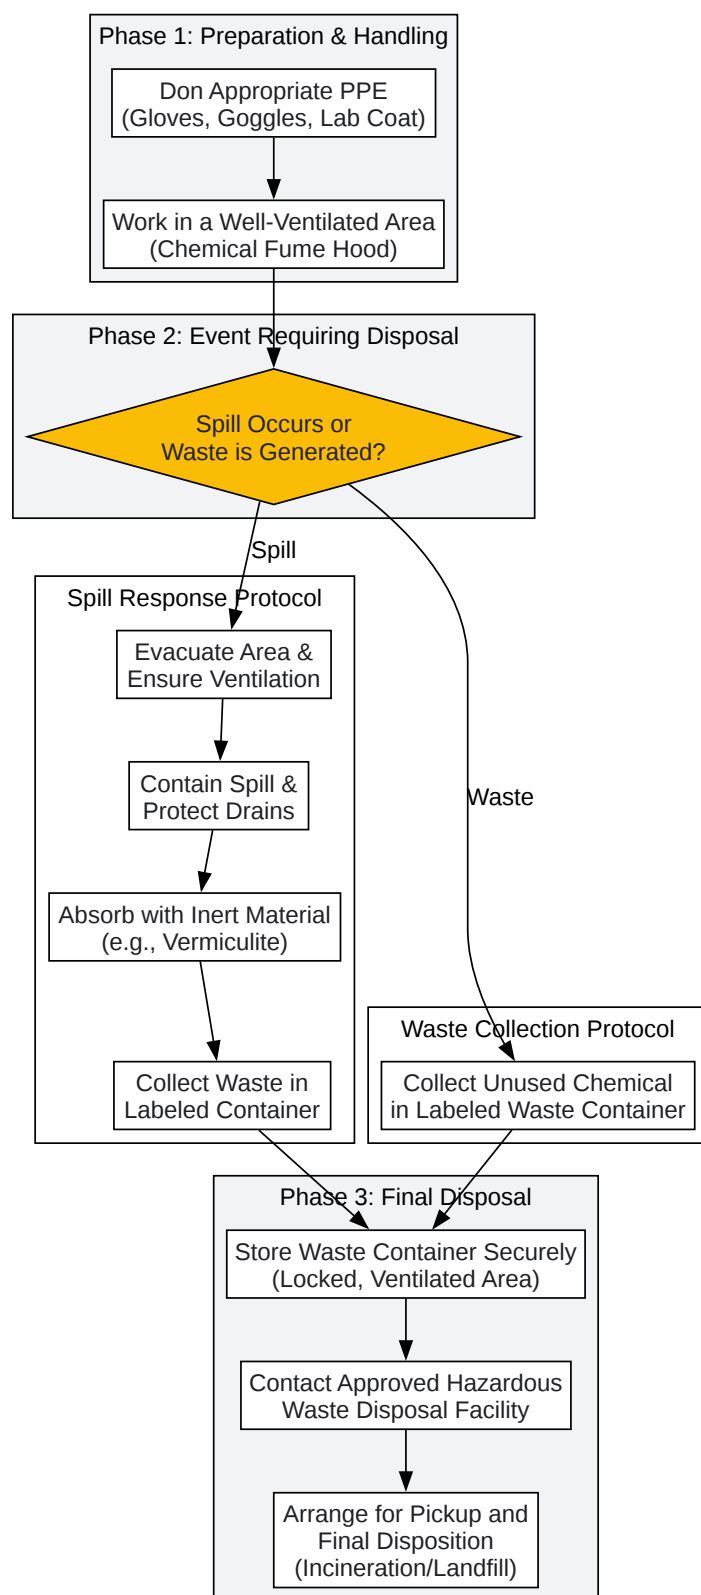 Phase 1: Preparation & Handling
Don Appropriate PPE
(Gloves, Goggles, Lab Coat)
Work in a Well-Ventilated Area
(Chemical Fume Hood)
Phase 2: Event Requiring Disposal
Spill Occurs or
Waste is Generated?
Spill
Spill Response Protocol
Evacuate Area &
Ensure Ventilation
Contain Spill &
Protect Drains
Waste
Absorb with Inert Material
(e.g., Vermiculite)
Waste Collection Protocol
Collect Waste in
Labeled Container
Collect Unused Chemical
in Labeled Waste Container
Phase 3: Final Disposal
Store Waste Container Securely
(Locked, Ventilated Area)
Contact Approved Hazardous
Waste Disposal Facility
Arrange for Pickup and
Final Disposition
(Incineration/Landfill)